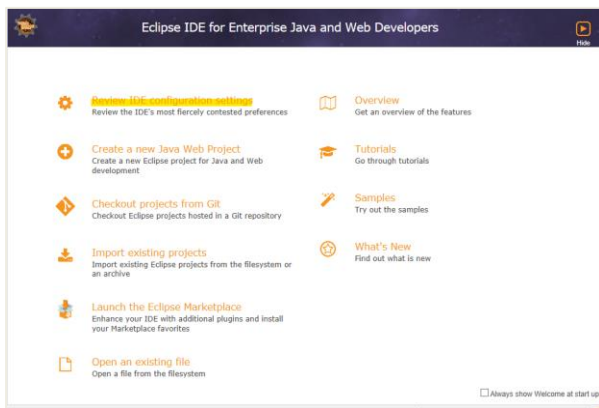 Eclipse IDE for Enterprise Java and Web Developers
Hide
Review IDE configuration settings
Review the IDE's most fiercely contested preferences
Create a new Java Web Project
Create a new Eclipse project for Java and Web
development
Checkout projects from Git
Checkout Eclipse projects hosted in a Git repository
Import existing projects
Import existing Eclipse projects from the filesystem or
an archive
Launch the Eclipse Marketplace
Enhance your IDE with additional plugins and install
your Marketplace favorites
Open an existing file
Open a file from the filesystem
Overview
Get an overview of the features
Tutorials
Go through tutorials
Samples
Try out the samples
What's New
Find out what is new
Always show Welcome at start up